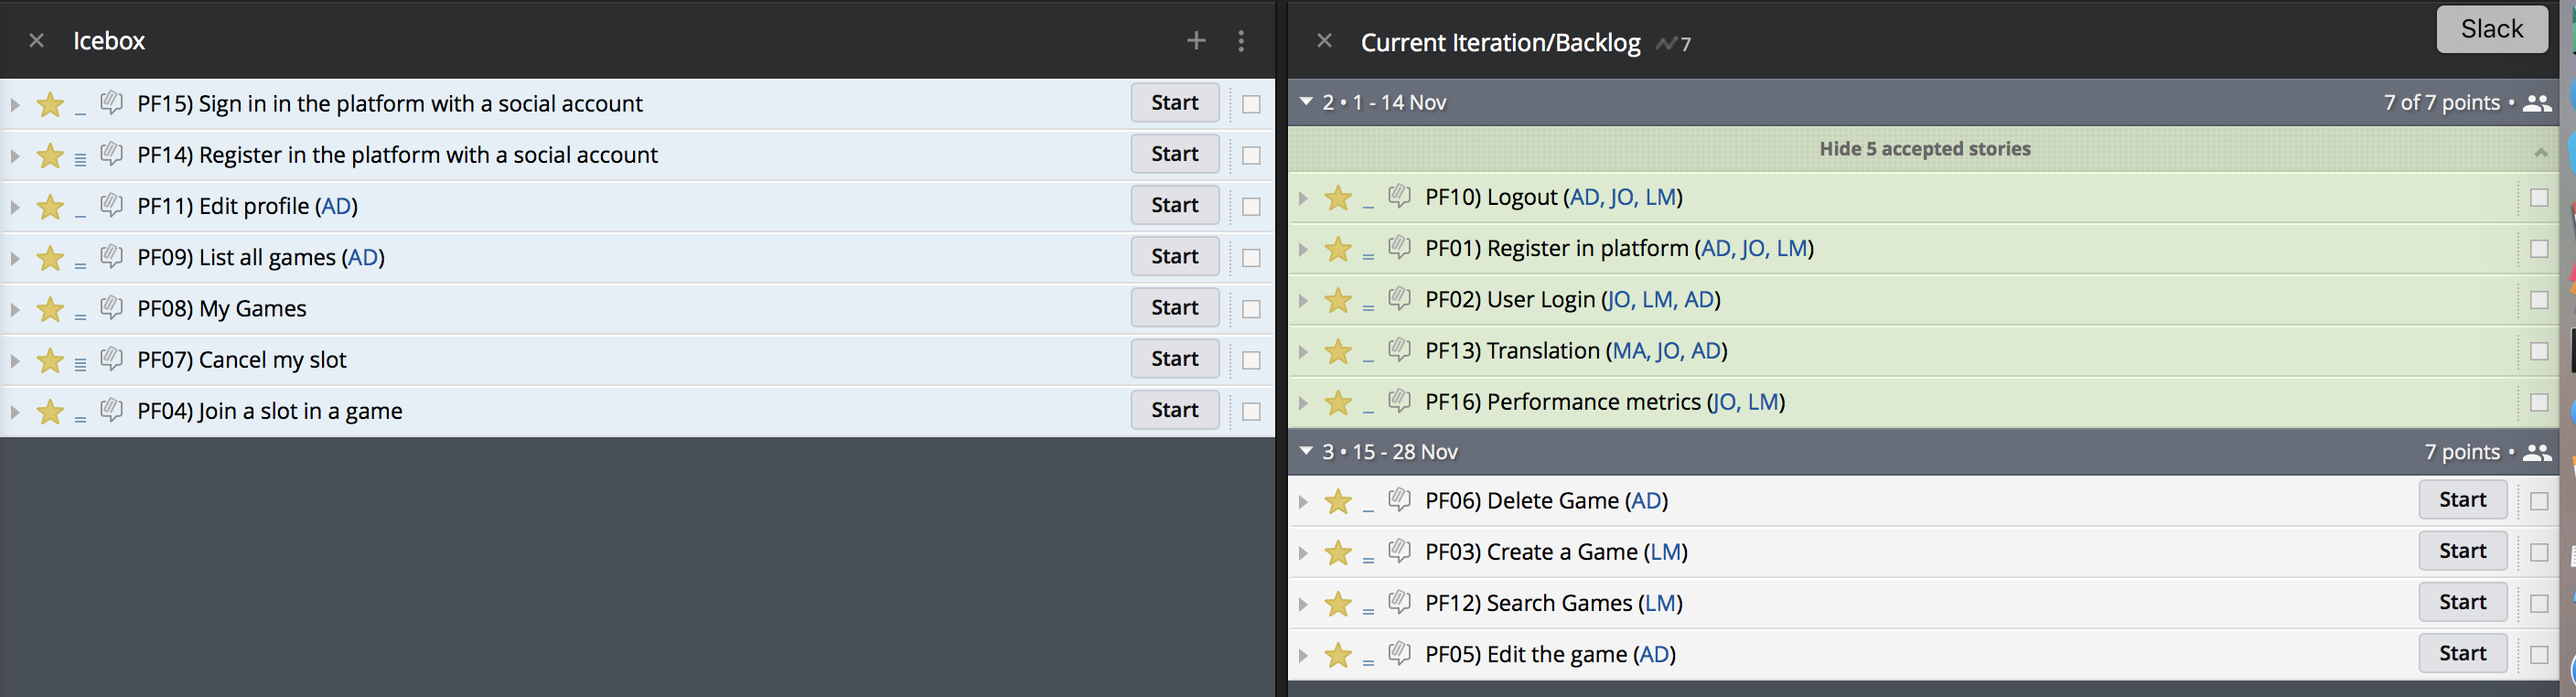 Icebox
PF15) Sign in in the platform with a social account Start
PF14) Register in the platform with a social account Start
PF11) Edit profile (AD) Start
PF09) List all games (AD) Start
PF08) My Games Start
PF07) Cancel my slot Start
PF04) Join a slot in a game Start
Current Iteration/Backlog 7
Slack
2 • 1 - 14 Nov 7 of 7 points •
Hide 5 accepted stories
PF10) Logout (AD, JO, LM)
PF01) Register in platform (AD, JO, LM)
PF02) User Login (JO, LM, AD)
PF13) Translation (MA, JO, AD)
PF16) Performance metrics (JO, LM)
3 • 15 - 28 Nov 7 points •
PF06) Delete Game (AD) Start
PF03) Create a Game (LM) Start
PF12) Search Games (LM) Start
PF05) Edit the game (AD) Start